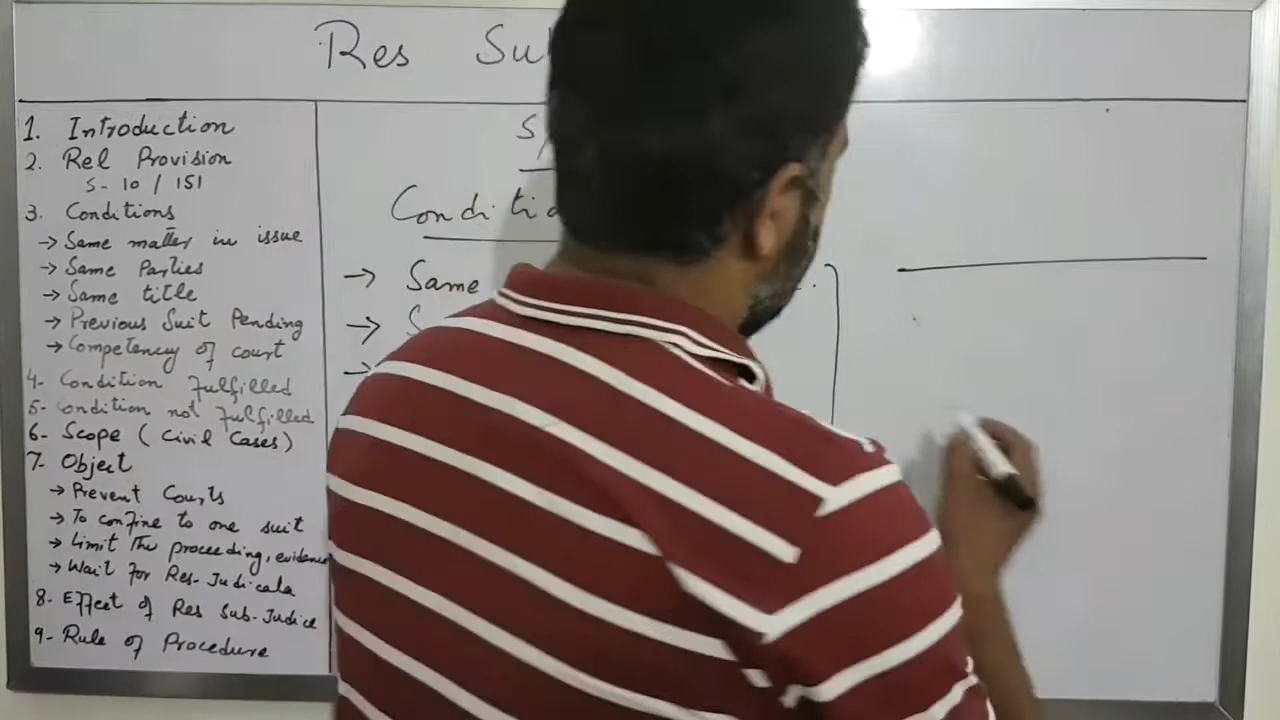 Res Su
1. Introduction
2. Rel Provision
S-10 / 151
3. Conditions
→ Same matter in issue
→ Same Parties
→ Same title
→ Previous Suit Pending
→ Competency of court
4- Condition Fulfilled
5- Condition not Fulfilled
6- Scope (Civil Cases)
7- Object
→ Prevent Courts
→ To confine to one suit
→ Limit The proceeding, evidence
→ Wait for Res-Judicata
8- Effect of Res Sub-Judice
9- Rule of Procedure
S
Conditio
→ Same
→ S
→